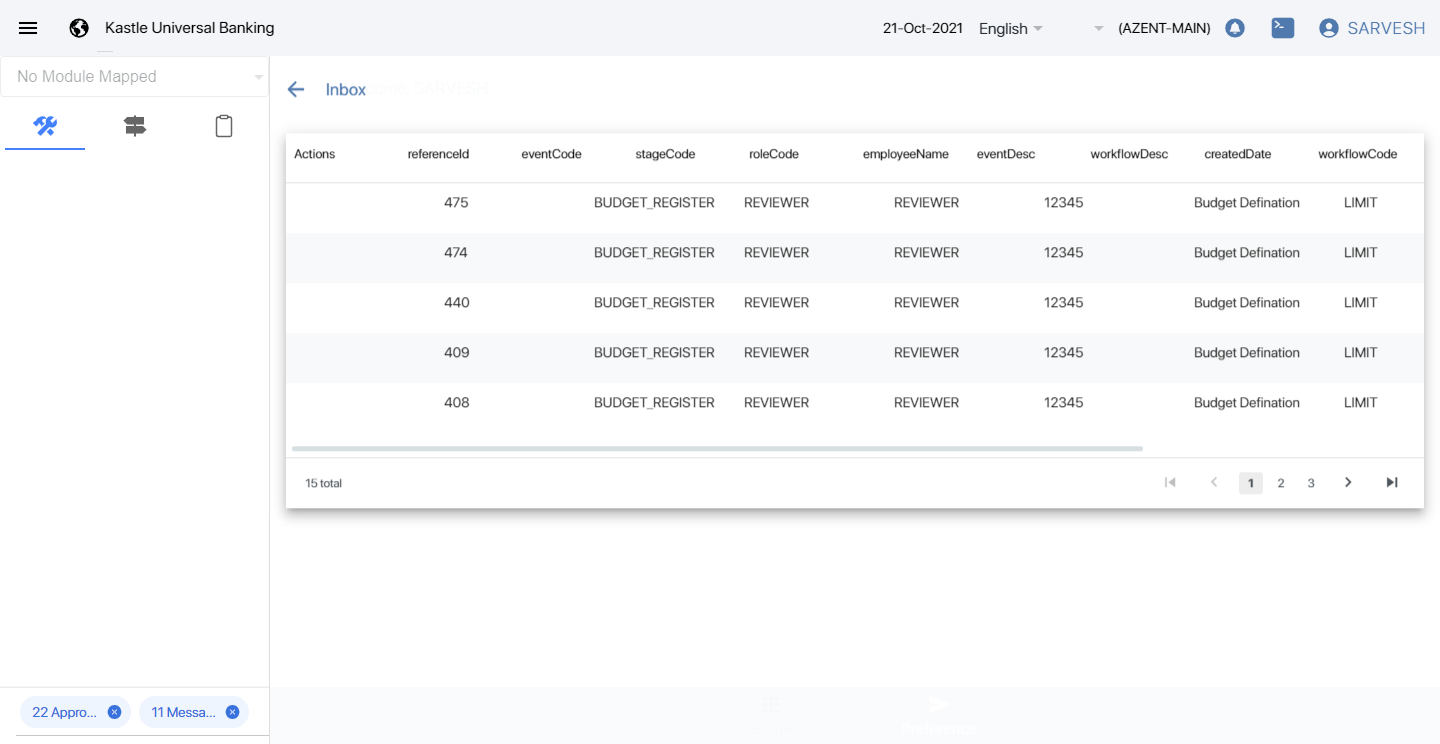 Kastle Universal Banking
21-Oct-2021 English (AZENT-MAIN) SARVESH
No Module Mapped
Inbox
Actions referenceId eventCode stageCode roleCode employeeName eventDesc workflowDesc createdDate workflowCode
475 BUDGET_REGISTER REVIEWER REVIEWER 12345 Budget Defination LIMIT
474 BUDGET_REGISTER REVIEWER REVIEWER 12345 Budget Defination LIMIT
440 BUDGET_REGISTER REVIEWER REVIEWER 12345 Budget Defination LIMIT
409 BUDGET_REGISTER REVIEWER REVIEWER 12345 Budget Defination LIMIT
408 BUDGET_REGISTER REVIEWER REVIEWER 12345 Budget Defination LIMIT
15 total 1 2 3
22 Appro... 11 Messa...